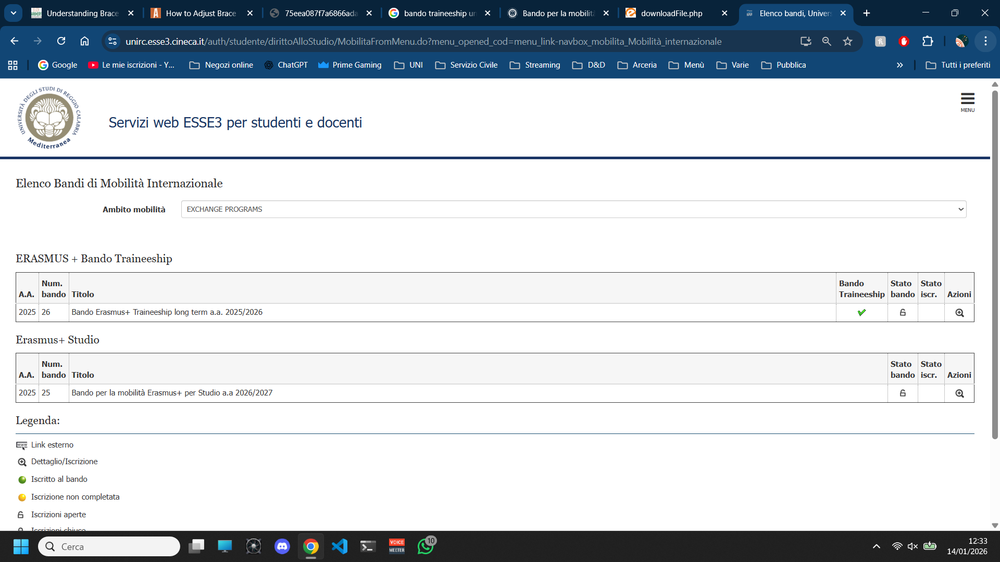 Understanding Brace
How to Adjust Brace
75eea087f7a6866ada
bando traineeship un
Bando per la mobilità
downloadFile.php
Elenco bandi, Univers
unirc.esse3.cineca.it/auth/studente/dirittoAlloStudio/MobilitaFromMenu.do?menu_opened_cod=menu_link-navbox_mobilita_Mobilità_internazionale
Google
Le mie iscrizioni - Y...
Negozi online
ChatGPT
Prime Gaming
UNI
Servizio Civile
Streaming
D&D
Arceria
Menù
Varie
Pubblica
Tutti i preferiti
UNIVERSITÀ DEGLI STUDI DI REGGIO CALABRIA
Mediterranea
Servizi web ESSE3 per studenti e docenti
MENU
Elenco Bandi di Mobilità Internazionale
Ambito mobilità
EXCHANGE PROGRAMS
ERASMUS + Bando Traineeship
A.A. Num. bando Titolo Bando Traineeship Stato bando Stato iscr. Azioni
2025 26 Bando Erasmus+ Traineeship long term a.a. 2025/2026
Erasmus+ Studio
A.A. Num. bando Titolo Stato bando Stato iscr. Azioni
2025 25 Bando per la mobilità Erasmus+ per Studio a.a 2026/2027
Legenda:
www Link esterno
Dettaglio/Iscrizione
Iscritto al bando
Iscrizione non completata
Iscrizioni aperte
Iscrizioni chiuse
Cerca
VOICE MEETER
10
12:33
14/01/2026